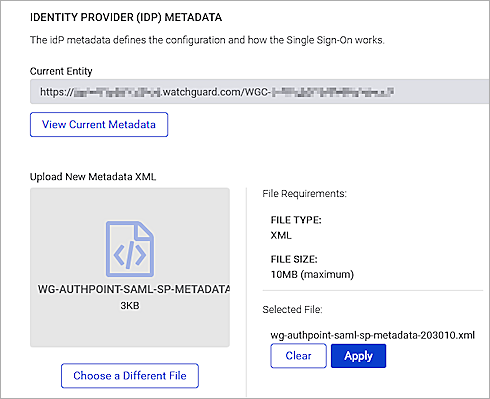 IDENTITY PROVIDER (IDP) METADATA
The idP metadata defines the configuration and how the Single Sign-On works.
Current Entity
https:// .watchguard.com/WGC-
View Current Metadata
Upload New Metadata XML
WG-AUTHPOINT-SAML-SP-METADATA
3KB
Choose a Different File
File Requirements:
FILE TYPE:
XML
FILE SIZE:
10MB (maximum)
Selected File:
wg-authpoint-saml-sp-metadata-203010.xml
Clear
Apply